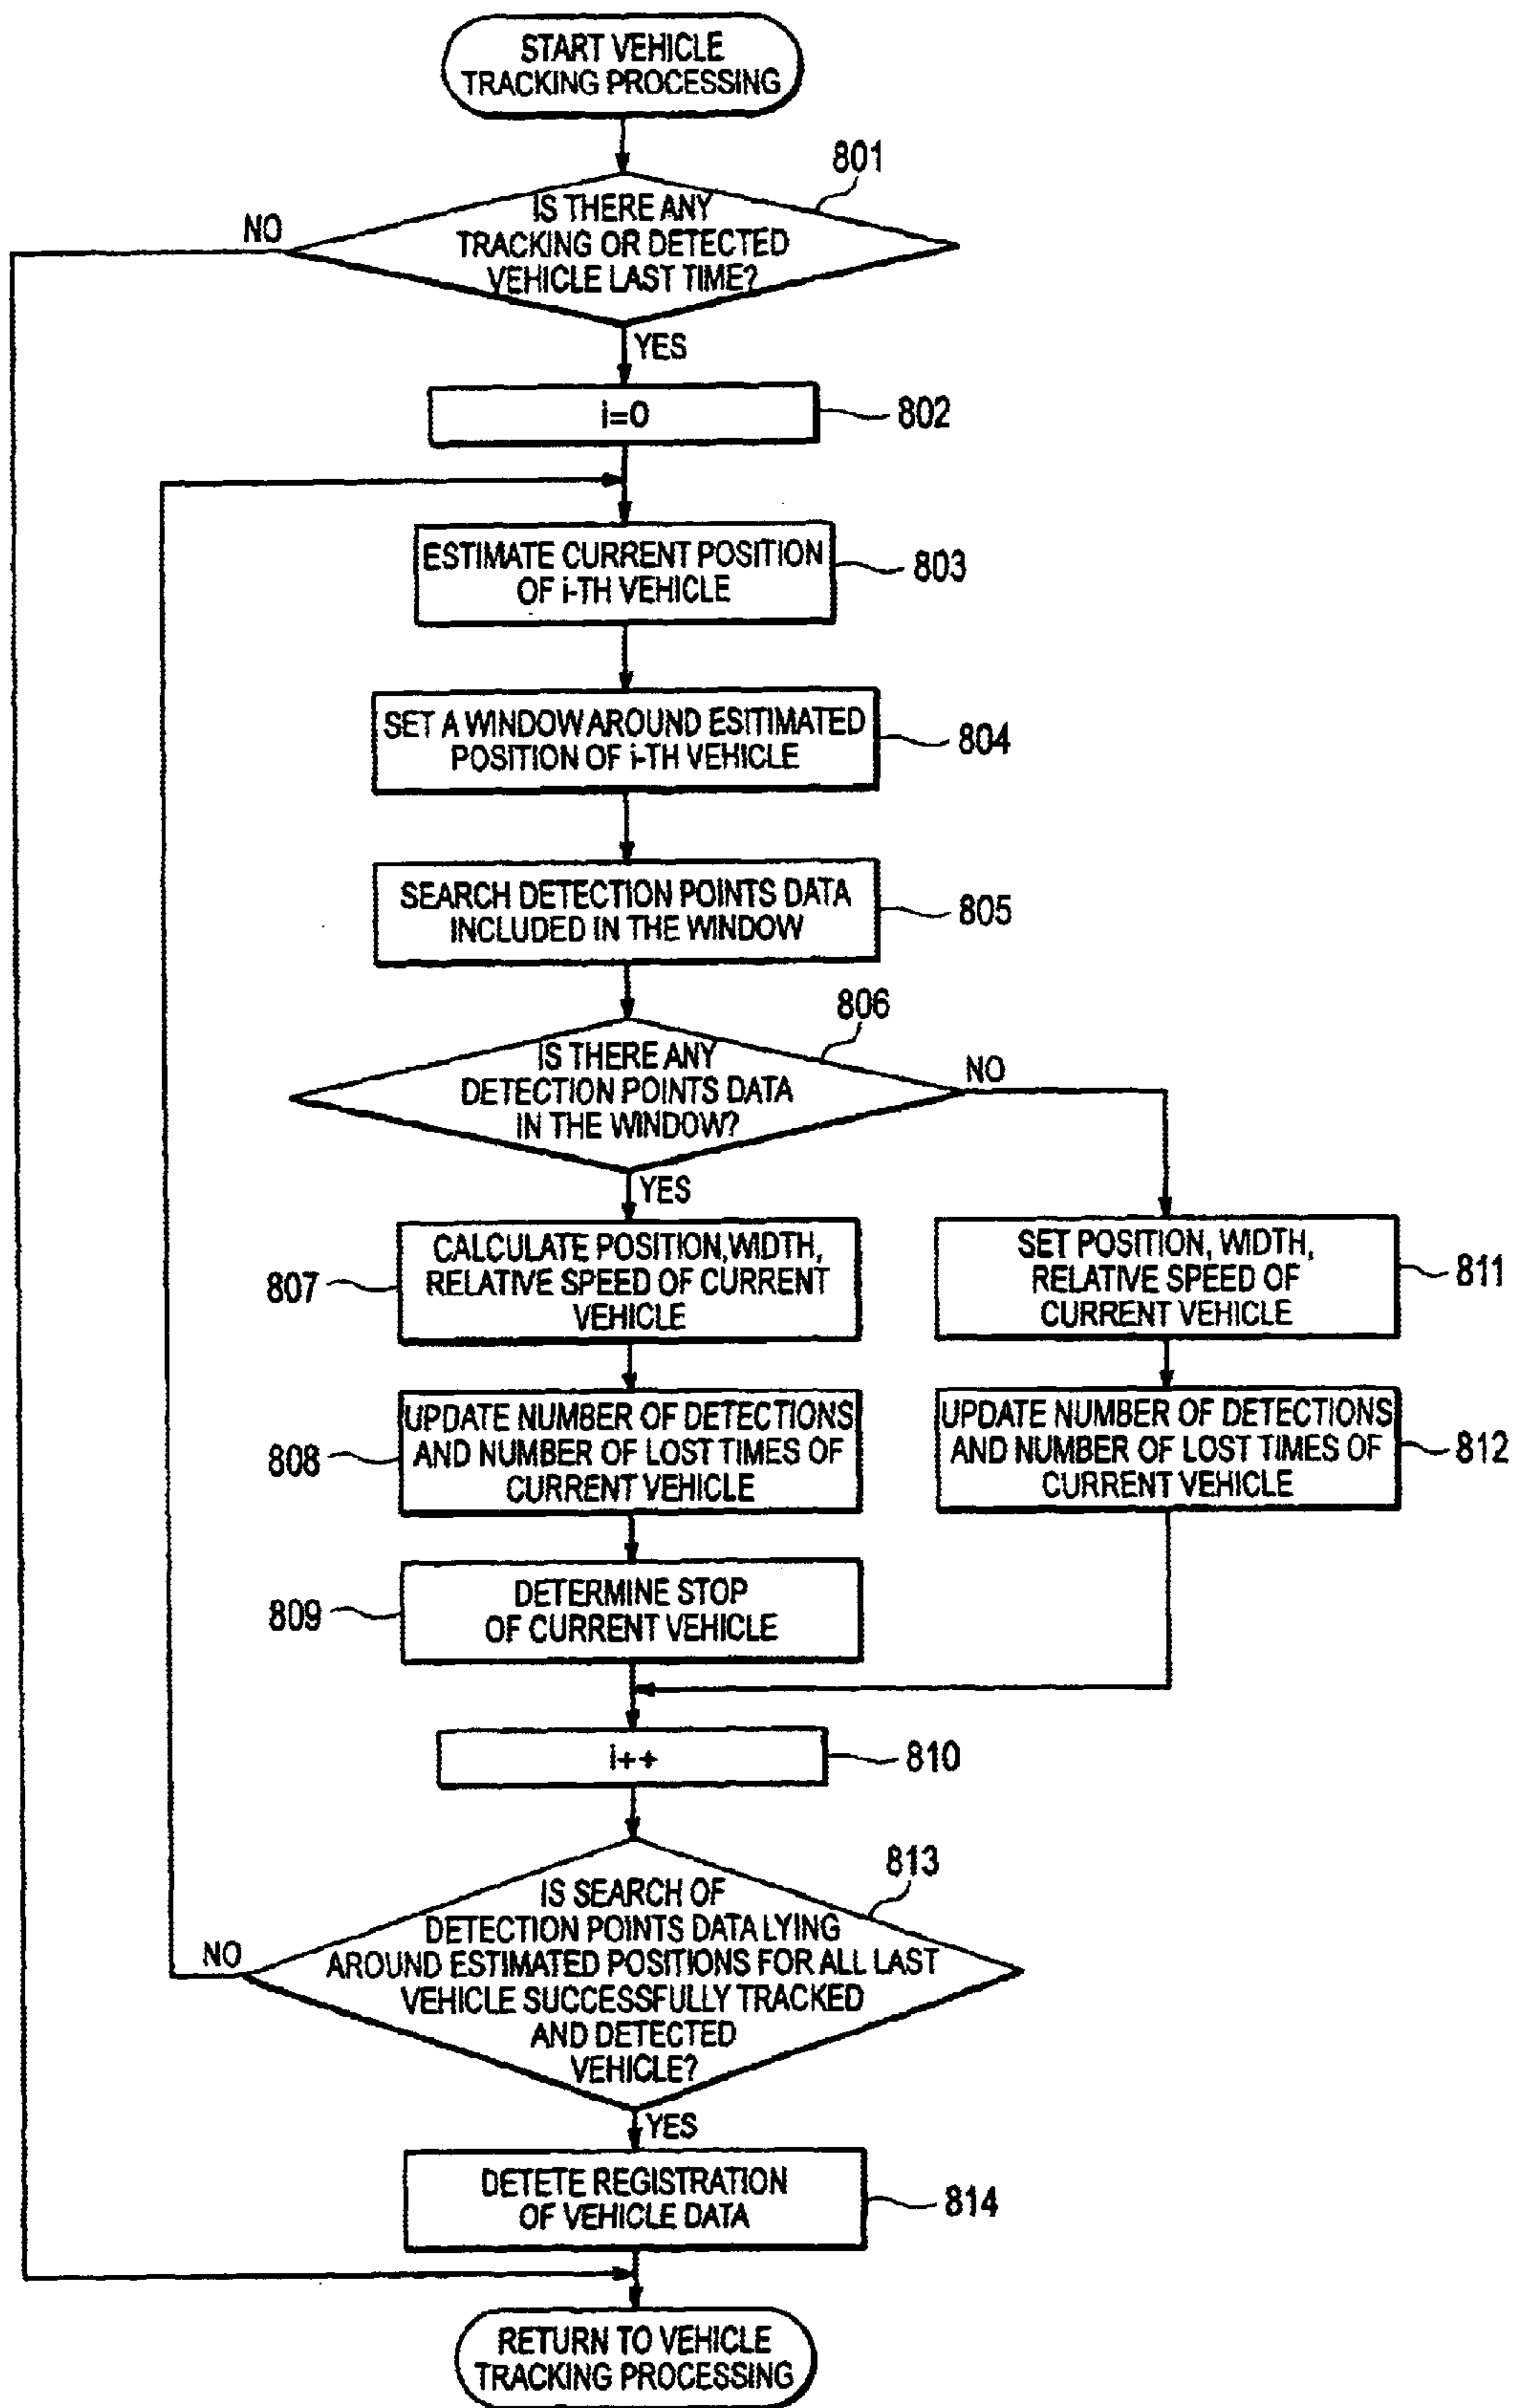 START VEHICLE
TRACKING PROCESSING
801
IS THERE ANY
TRACKING OR DETECTED
VEHICLE LAST TIME?
NO
YES
i=0
802
ESTIMATE CURRENT POSITION
OF i-TH VEHICLE
803
SET A WINDOW AROUND ESITIMATED
POSITION OF i-TH VEHICLE
804
SEARCH DETECTION POINTS DATA
INCLUDED IN THE WINDOW
805
806
IS THERE ANY
DETECTION POINTS DATA
IN THE WINDOW?
NO
YES
CALCULATE POSITION,WIDTH,
RELATIVE SPEED OF CURRENT
VEHICLE
807
SET POSITION, WIDTH,
RELATIVE SPEED OF
CURRENT VEHICLE
811
UPDATE NUMBER OF DETECTIONS
AND NUMBER OF LOST TIMES OF
CURRENT VEHICLE
808
UPDATE NUMBER OF DETECTIONS
AND NUMBER OF LOST TIMES OF
CURRENT VEHICLE
812
DETERMINE STOP
OF CURRENT VEHICLE
809
i++
810
813
IS SEARCH OF
DETECTION POINTS DATA LYING
AROUND ESTIMATED POSITIONS FOR ALL LAST
VEHICLE SUCCESSFULLY TRACKED
AND DETECTED
VEHICLE?
NO
YES
DETETE REGISTRATION
OF VEHICLE DATA
814
RETURN TO VEHICLE
TRACKING PROCESSING